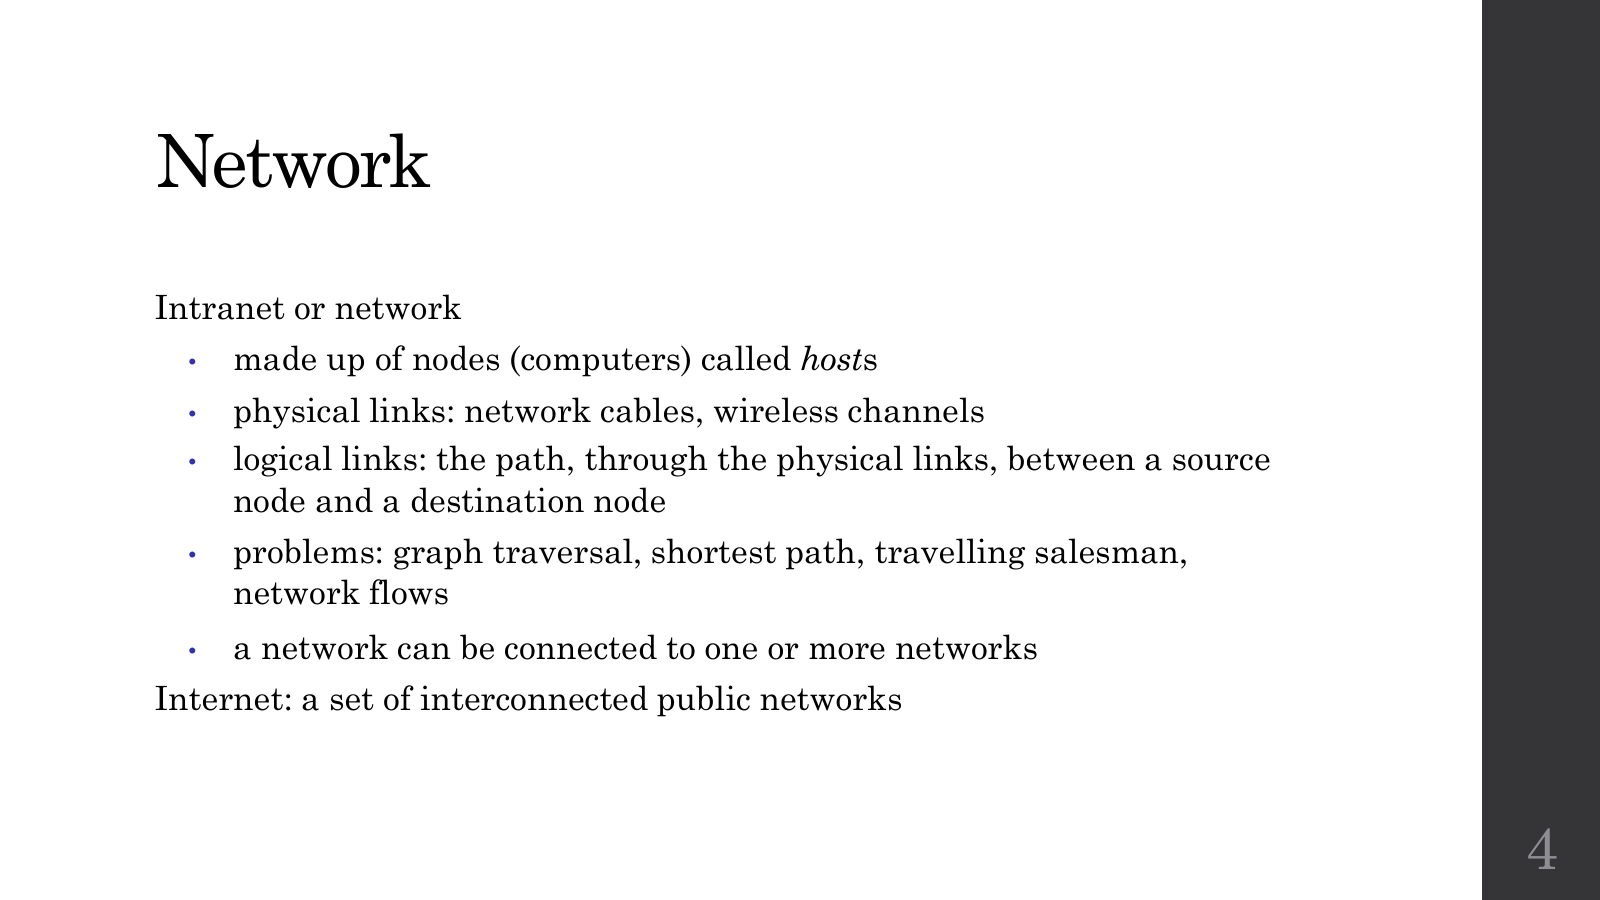 Network
Intranet or network
• made up of nodes (computers) called hosts
• physical links: network cables, wireless channels
• logical links: the path, through the physical links, between a source
node and a destination node
• problems: graph traversal, shortest path, travelling salesman,
network flows
• a network can be connected to one or more networks
Internet: a set of interconnected public networks
4